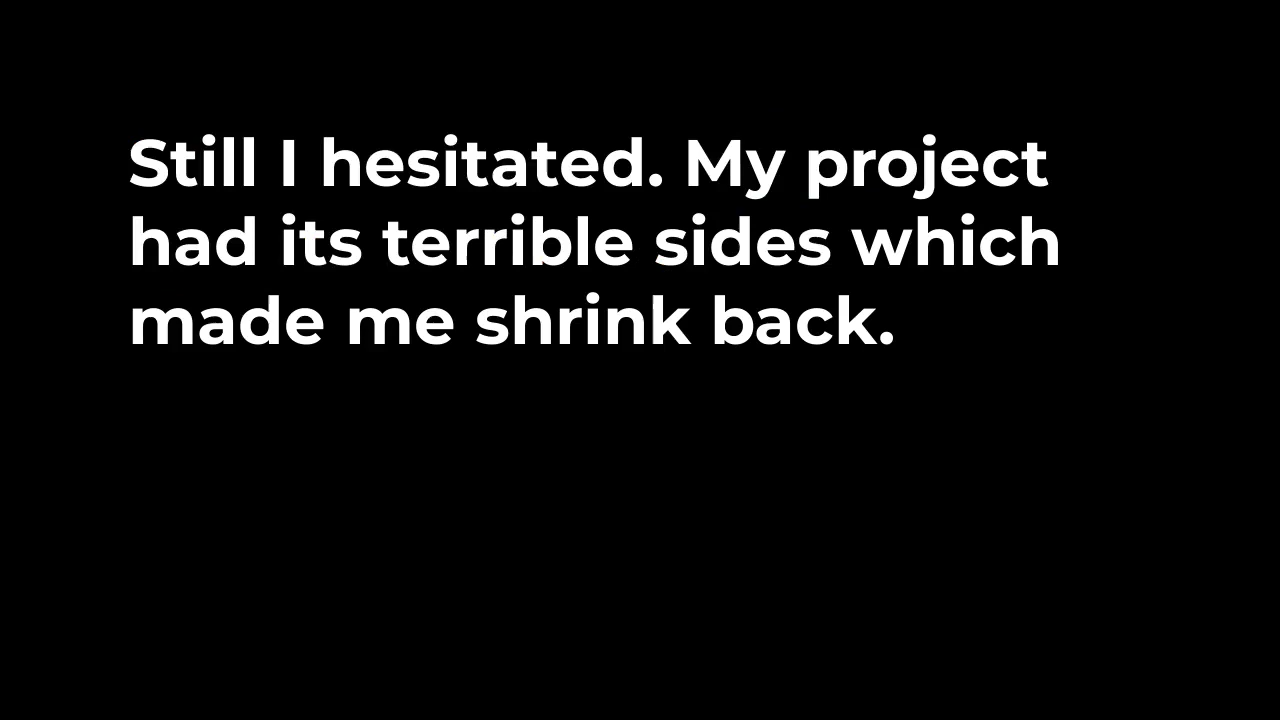 Still I hesitated. My project
had its terrible sides which
made me shrink back.